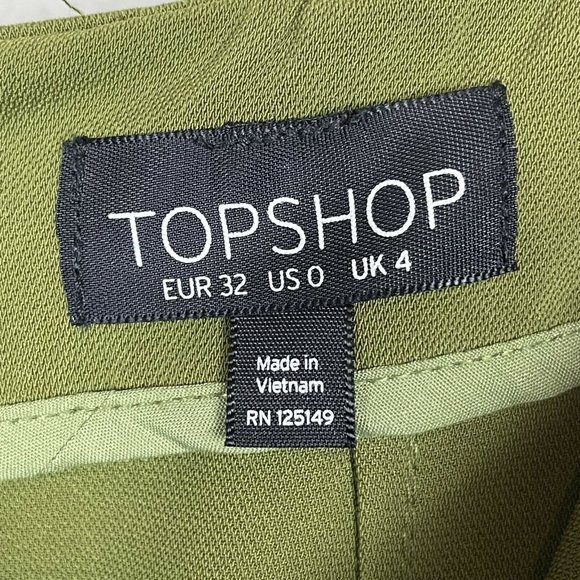 TOPSHOP
EUR 32 US 0 UK 4
Made in
Vietnam
RN 125149